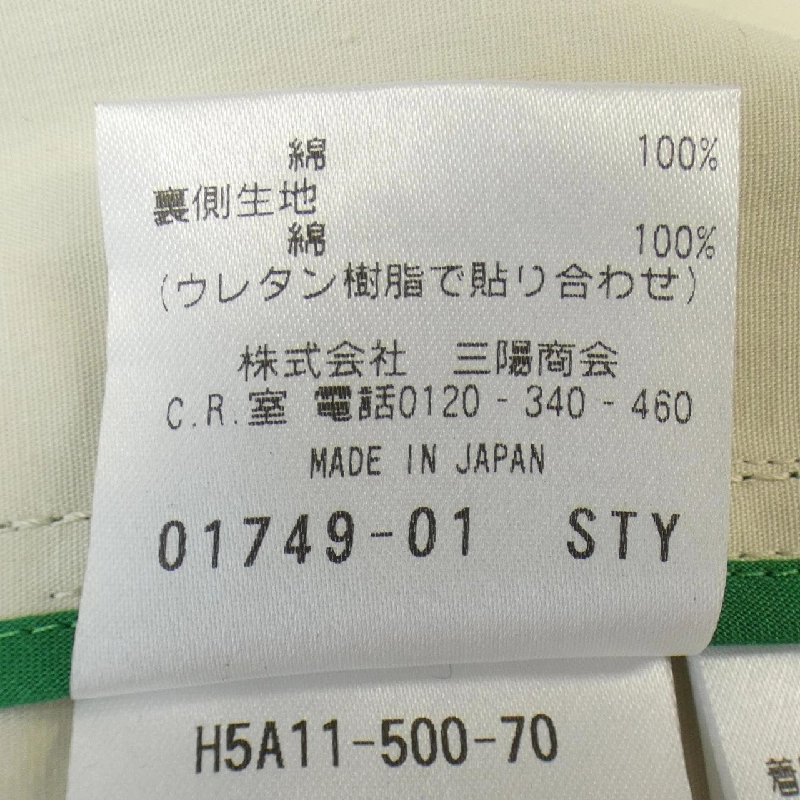 綿 100%
裏側生地
綿 100%
(ウレタン樹脂で貼り合わせ)
株式会社 三陽商会
C.R.室 電話0120-340-460
MADE IN JAPAN
01749-01 STY
H5A11-500-70
着